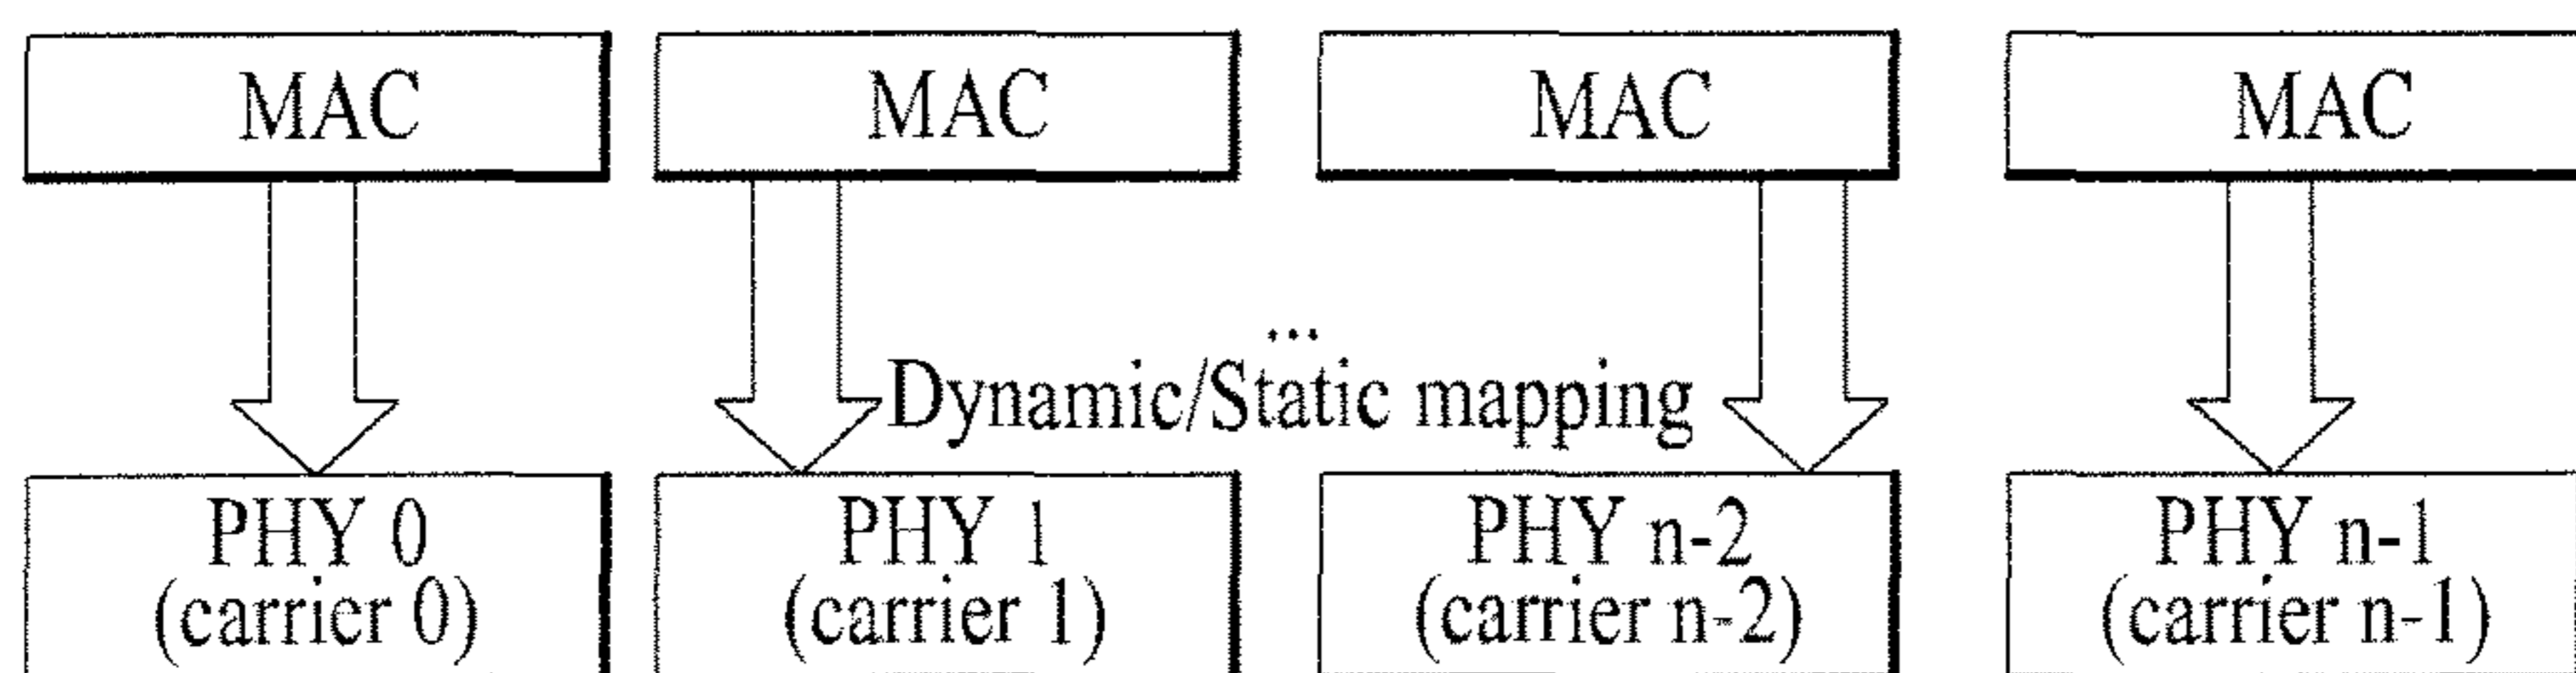 MAC MAC MAC MAC
...
Dynamic/Static mapping
PHY 0 PHY 1 PHY n-2 PHY n-1
(carrier 0) (carrier 1) (carrier n-2) (carrier n-1)